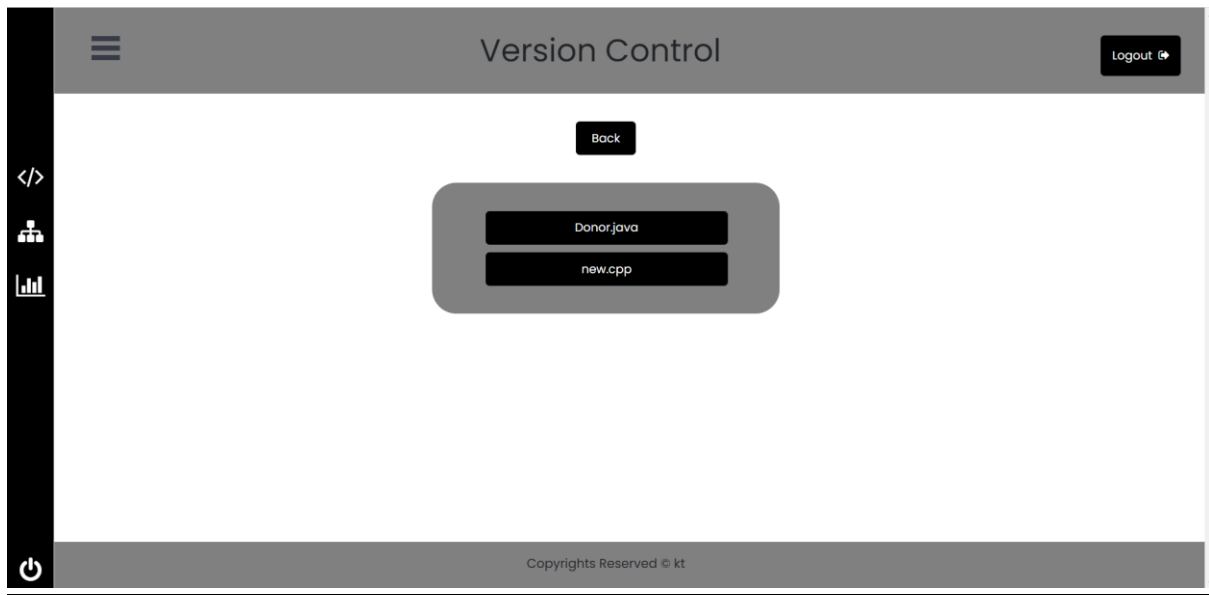 Version Control
Logout
Back
Donor.java
new.cpp
Copyrights Reserved © kt